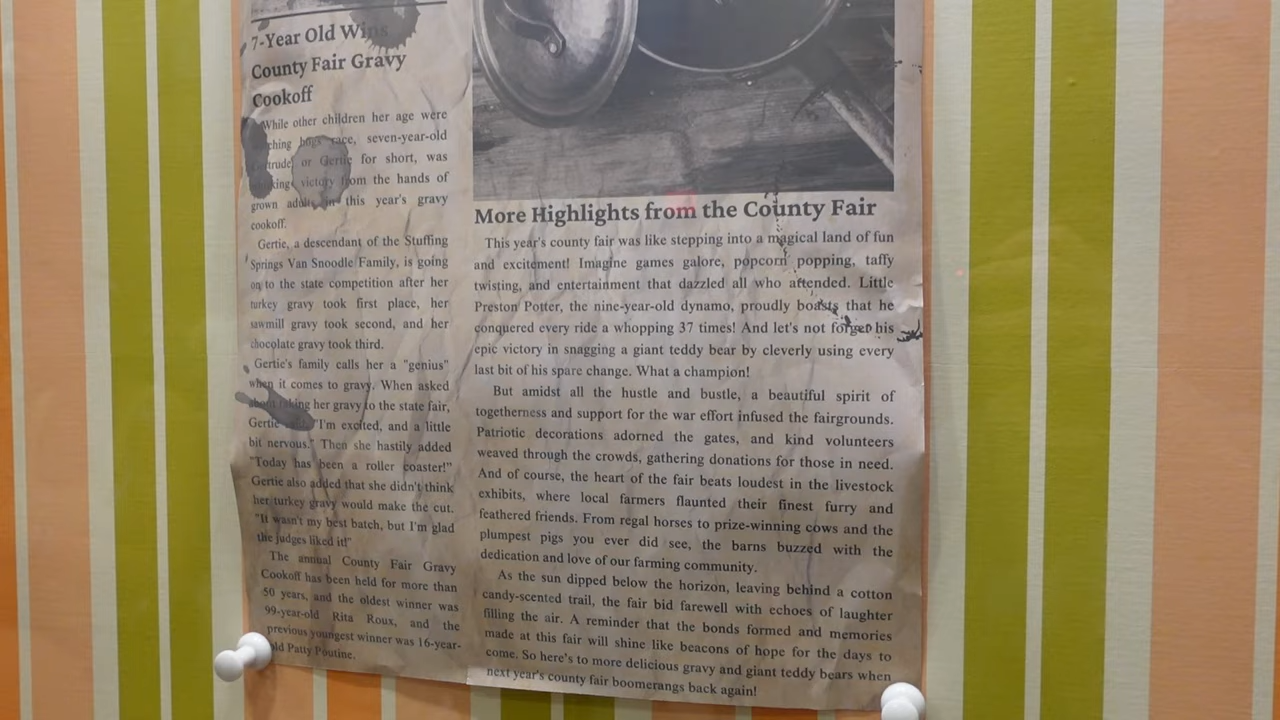 7-Year Old Wins
County Fair Gravy
Cookoff
While other children her age were
hogs race, seven-year-old
or Gertie for short, was
victory from the hands of
grown adults in this year's gravy
cookoff.
Gertie, a descendant of the Stuffing
Springs Van Snoodle Family, is going
on to the state competition after her
turkey gravy took first place, her
sawmill gravy took second, and her
chocolate gravy took third.
Gertie's family calls her a "genius"
when it comes to gravy. When asked
about taking her gravy to the state fair,
Gertie "I'm excited, and a little
bit nervous." Then she hastily added
"Today has been a roller coaster!"
Gertie also added that she didn't think
her turkey gravy would make the cut.
"It wasn't my best batch, but I'm glad
the judges liked it!"
The annual County Fair Gravy
Cookoff has been held for more than
50 years, and the oldest winner was
99-year-old Rita Roux, and the
previous youngest winner was 16-year-
old Patty Poutine.
More Highlights from the County Fair
This year's county fair was like stepping into a magical land of fun
and excitement! Imagine games galore, popcorn popping, taffy
twisting, and entertainment that dazzled all who attended. Little
Preston Potter, the nine-year-old dynamo, proudly boasts that he
conquered every ride a whopping 37 times! And let's not forget his
epic victory in snagging a giant teddy bear by cleverly using every
last bit of his spare change. What a champion!
But amidst all the hustle and bustle, a beautiful spirit of
togetherness and support for the war effort infused the fairgrounds.
Patriotic decorations adorned the gates, and kind volunteers
weaved through the crowds, gathering donations for those in need.
And of course, the heart of the fair beats loudest in the livestock
exhibits, where local farmers flaunted their finest furry and
feathered friends. From regal horses to prize-winning cows and the
plumpest pigs you ever did see, the barns buzzed with the
dedication and love of our farming community.
As the sun dipped below the horizon, leaving behind a cotton
candy-scented trail, the fair bid farewell with echoes of laughter
filling the air. A reminder that the bonds formed and memories
made at this fair will shine like beacons of hope for the days to
come. So here's to more delicious gravy and giant teddy bears when
next year's county fair boomerangs back again!